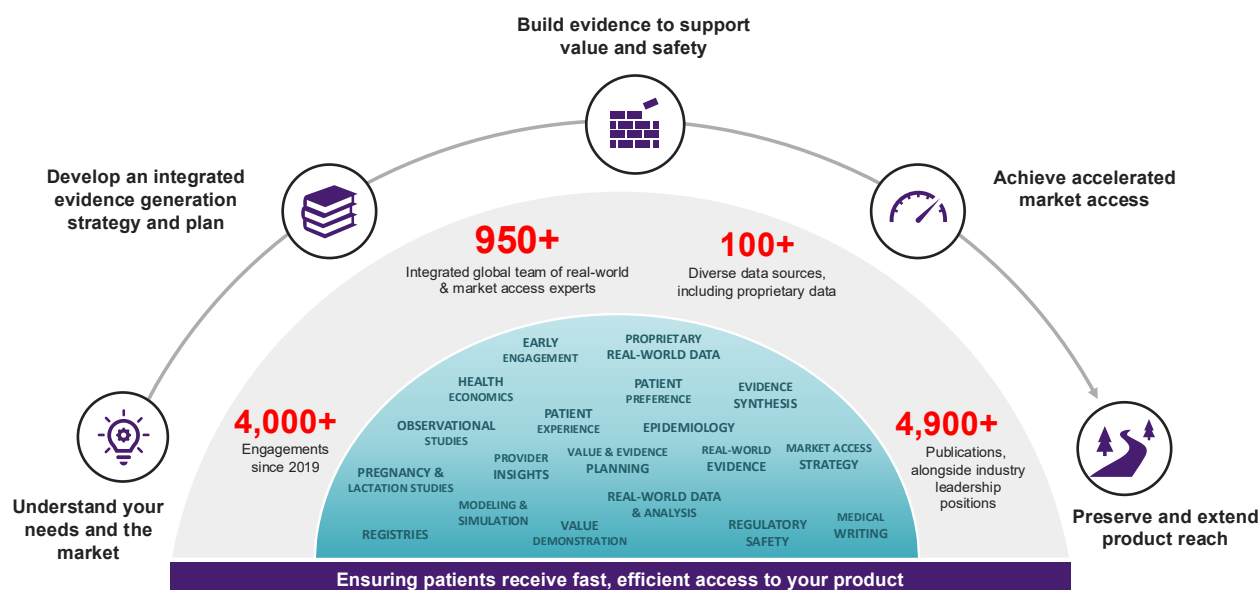 Build evidence to support
value and safety
Develop an integrated
evidence generation
strategy and plan
Achieve accelerated
market access
Understand your
needs and the
market
Preserve and extend
product reach
950+
Integrated global team of real-world
& market access experts
100+
Diverse data sources,
including proprietary data
4,000+
Engagements
since 2019
4,900+
Publications,
alongside industry
leadership
positions
EARLY
ENGAGEMENT
PROPRIETARY
REAL-WORLD DATA
HEALTH
ECONOMICS
PATIENT
PREFERENCE
EVIDENCE
SYNTHESIS
OBSERVATIONAL
STUDIES
PATIENT
EXPERIENCE
EPIDEMIOLOGY
PREGNANCY &
LACTATION STUDIES
PROVIDER
INSIGHTS
VALUE & EVIDENCE
PLANNING
REAL-WORLD
EVIDENCE
MARKET ACCESS
STRATEGY
MODELING &
SIMULATION
REAL-WORLD DATA
& ANALYSIS
REGISTRIES
VALUE
DEMONSTRATION
REGULATORY
SAFETY
MEDICAL
WRITING
Ensuring patients receive fast, efficient access to your product